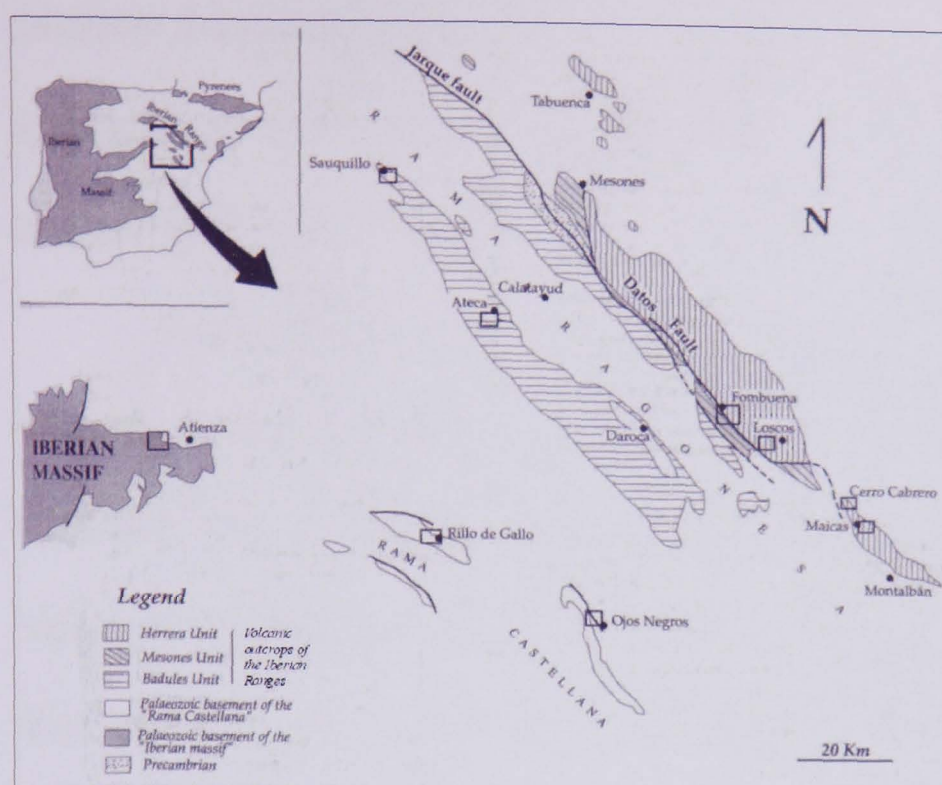 Pyrenees
Iberian Range
Iberian
Massif
Jarque fault
Tabuenca
Sauquillo
Mesones
N
RAMA ARAGONESA
Calatayud
Ateca
Datos Fault
Fombuena
Daroca
Loscos
Atienza
IBERIAN
MASSIF
Cerro Cabrero
Maicas
Montalbán
Rillo de Gallo
RAMA
CASTELLANA
Ojos Negros
Legend
Herrera Unit
Mesones Unit
Badules Unit
Volcanic
outcrops of
the Iberian
Ranges
Palaeozoic basement of the
"Rama Castellana"
Palaeozoic basement of the
"Iberian massif"
Precambrian
20 Km